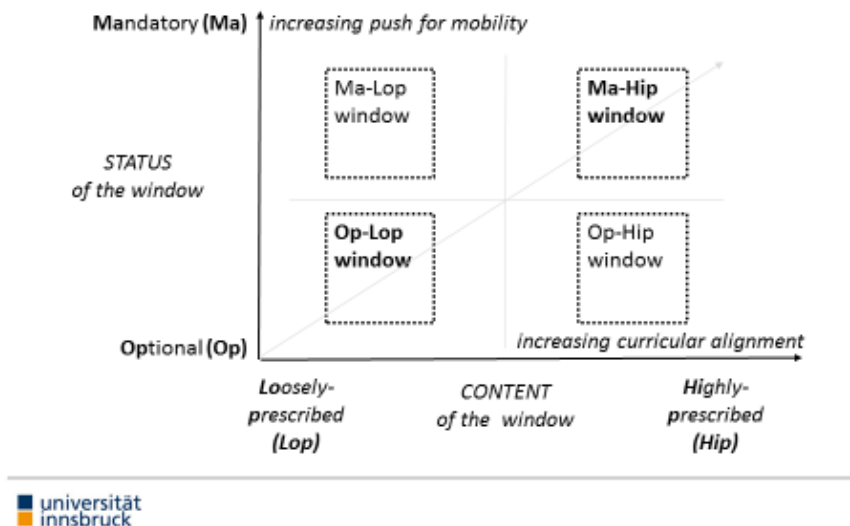 Mandatory (Ma)
increasing push for mobility
Ma-Lop
window
Ma-Hip
window
STATUS
of the window
Op-Lop
window
Op-Hip
window
increasing curricular alignment
Optional (Op)
Loosely-
prescribed
(Lop)
CONTENT
of the window
Highly-
prescribed
(Hip)
universität
innsbruck